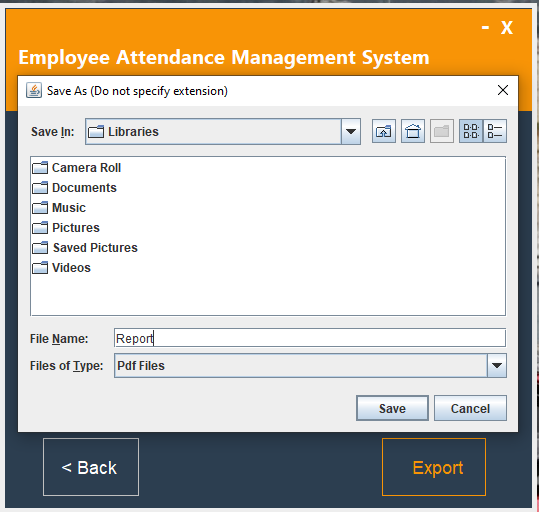 - X
Employee Attendance Management System
Save As (Do not specify extension)
Save In: Libraries
Camera Roll
Documents
Music
Pictures
Saved Pictures
Videos
File Name: Report
Files of Type: Pdf Files
Save Cancel
< Back Export